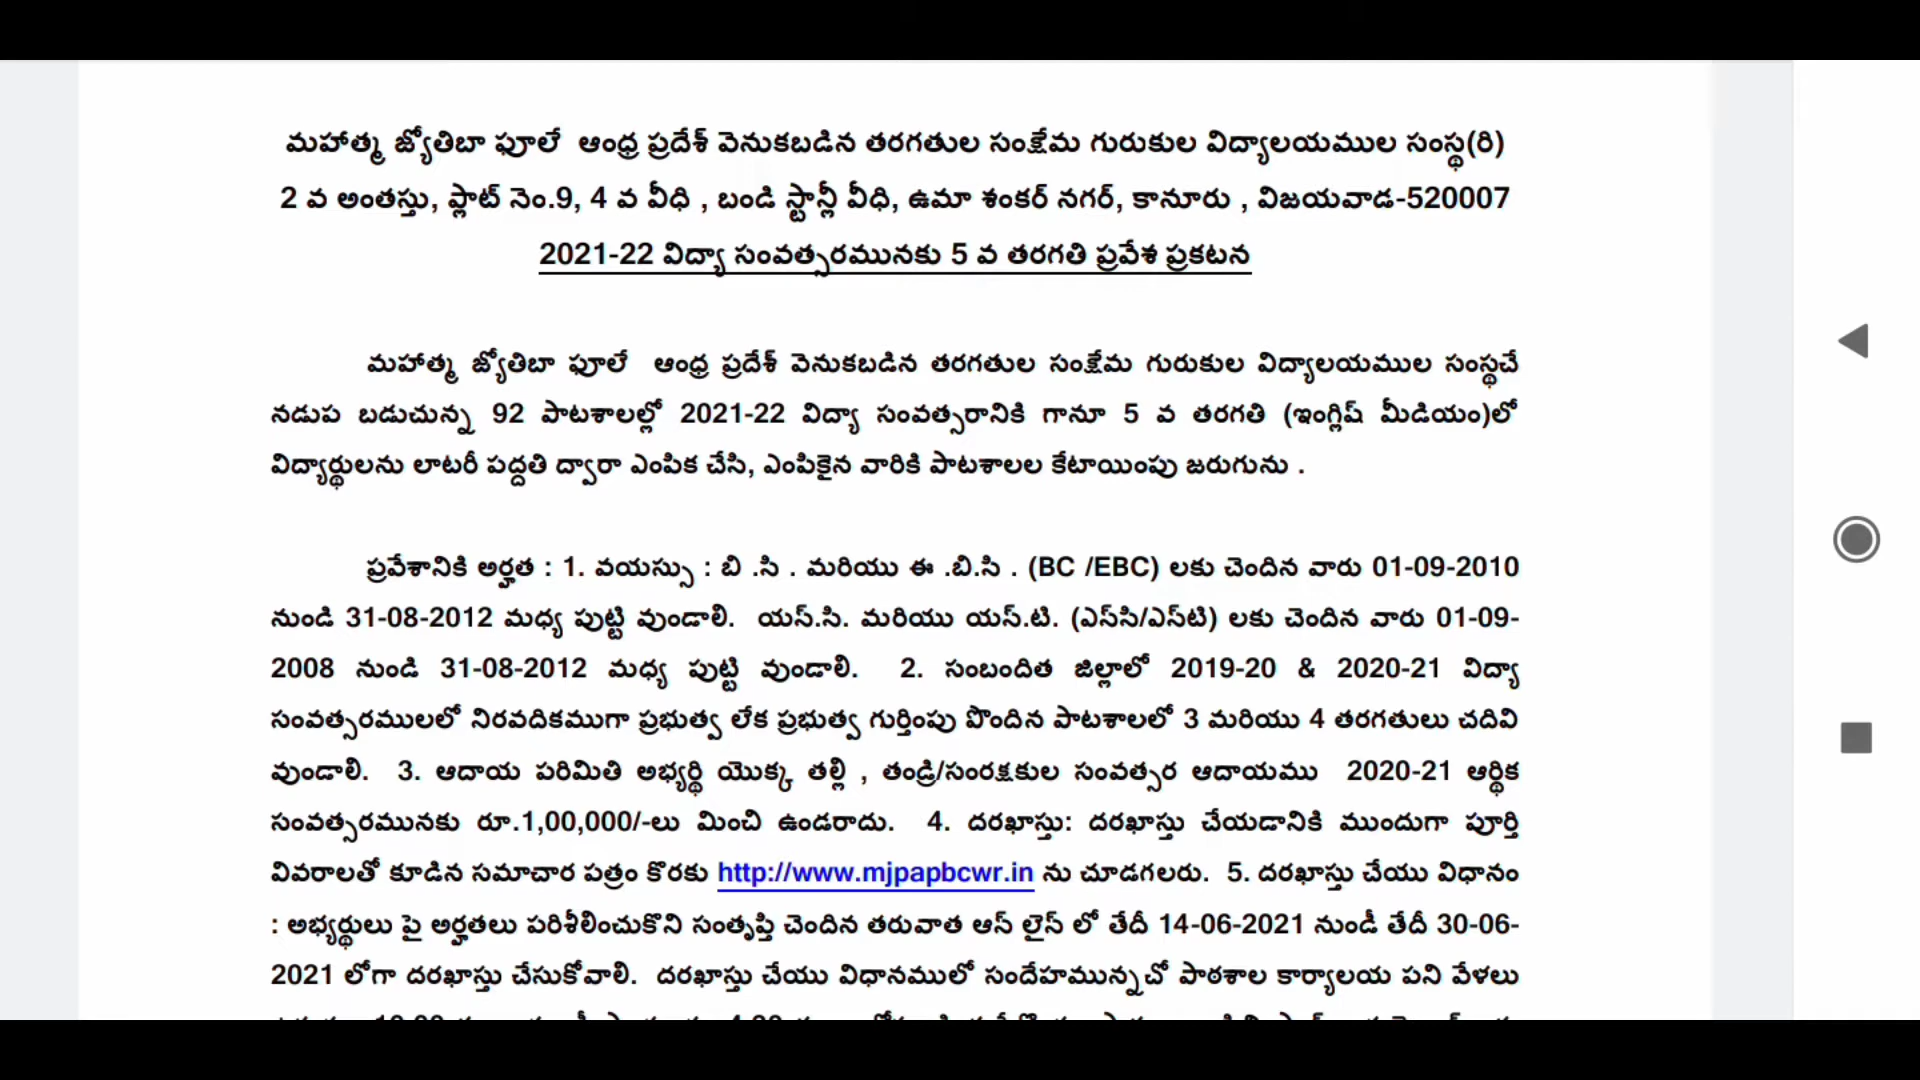 మహాత్మ జ్యోతిబా ఫూలే ఆంధ్ర ప్రదేశ్ వెనుకబడిన తరగతుల సంక్షేమ గురుకుల విద్యాలయముల సంస్థ(రి)
2 వ అంతస్తు, ప్లాట్ నెం.9, 4 వ వీధి , బండి స్టాన్లీ వీధి, ఉమా శంకర్ నగర్, కానూరు , విజయవాడ-520007
2021-22 విద్యా సంవత్సరమునకు 5 వ తరగతి ప్రవేశ ప్రకటన
మహాత్మ జ్యోతిబా ఫూలే ఆంధ్ర ప్రదేశ్ వెనుకబడిన తరగతుల సంక్షేమ గురుకుల విద్యాలయముల సంస్థచే
నడుప బడుచున్న 92 పాటశాలల్లో 2021-22 విద్యా సంవత్సరానికి గానూ 5 వ తరగతి (ఇంగ్లిష్ మీడియం)లో
విద్యార్థులను లాటరీ పద్దతి ద్వారా ఎంపిక చేసి, ఎంపికైన వారికి పాటశాలల కేటాయింపు జరుగును .
ప్రవేశానికి అర్హత : 1. వయస్సు : బి .సి . మరియు ఈ .బి.సి . (BC /EBC) లకు చెందిన వారు 01-09-2010
నుండి 31-08-2012 మధ్య పుట్టి వుండాలి. యస్.సి. మరియు యస్.టి. (ఎస్‌సి/ఎస్‌టి) లకు చెందిన వారు 01-09-
2008 నుండి 31-08-2012 మధ్య పుట్టి వుండాలి. 2. సంబందిత జిల్లాలో 2019-20 & 2020-21 విద్యా
సంవత్సరములలో నిరవదికముగా ప్రభుత్వ లేక ప్రభుత్వ గుర్తింపు పొందిన పాటశాలలో 3 మరియు 4 తరగతులు చదివి
వుండాలి. 3. ఆదాయ పరిమితి అభ్యర్థి యొక్క తల్లి , తండ్రి/సంరక్షకుల సంవత్సర ఆదాయము 2020-21 ఆర్థిక
సంవత్సరమునకు రూ.1,00,000/-లు మించి ఉండరాదు. 4. దరఖాస్తు: దరఖాస్తు చేయడానికి ముందుగా పూర్తి
వివరాలతో కూడిన సమాచార పత్రం కొరకు http://www.mjpapbcwr.in ను చూడగలరు. 5. దరఖాస్తు చేయు విధానం
: అభ్యర్థులు పై అర్హతలు పరిశీలించుకొని సంతృప్తి చెందిన తరువాత ఆన్ లైన్ లో తేదీ 14-06-2021 నుండీ తేదీ 30-06-
2021 లోగా దరఖాస్తు చేసుకోవాలి. దరఖాస్తు చేయు విధానములో సందేహమున్నచో పాఠశాల కార్యాలయ పని వేళలు